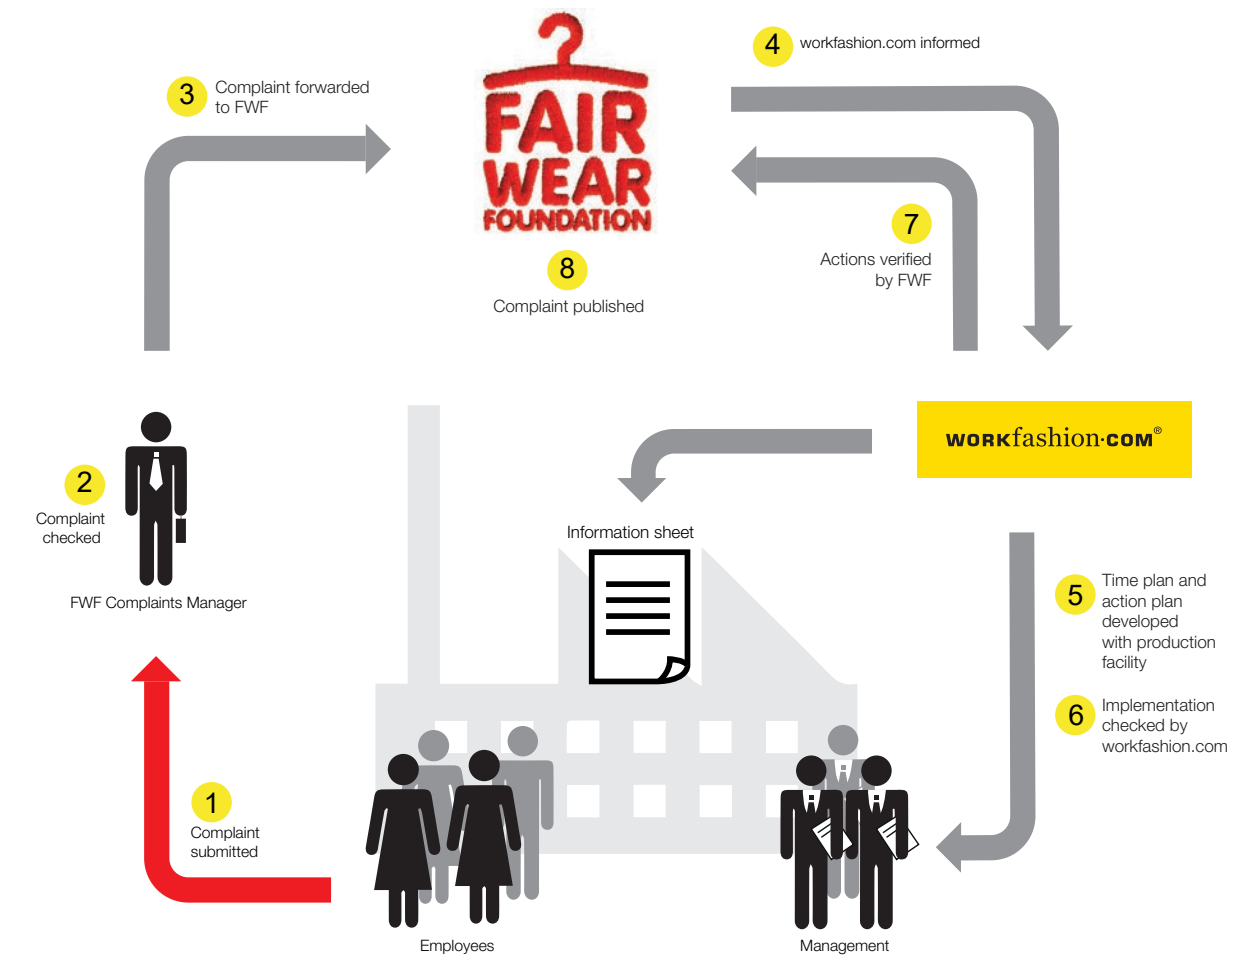 4
workfashion.com informed
3
Complaint forwarded
to FWF
FAIR
WEAR
FOUNDATION
7
Actions verified
by FWF
8
Complaint published
WORKfashion·COM®
2
Complaint
checked
FWF Complaints Manager
Information sheet
5
Time plan and
action plan
developed
with production
facility
6
Implementation
checked by
workfashion.com
1
Complaint
submitted
Employees
Management